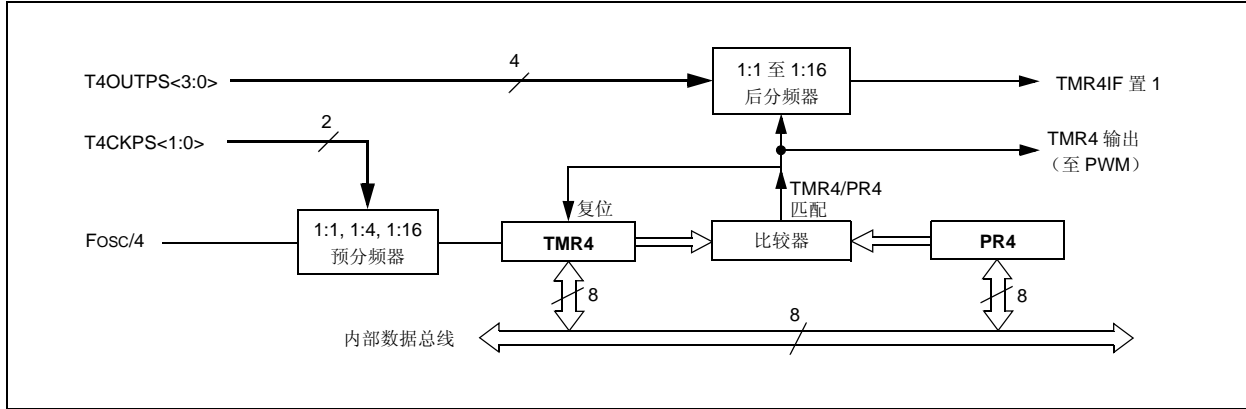 T4OUTPS<3:0>
4
1:1 至 1:16
后分频器
TMR4IF 置 1
T4CKPS<1:0>
2
TMR4 输出
（至 PWM）
TMR4/PR4
匹配
复位
FOSC/4
1:1, 1:4, 1:16
预分频器
TMR4
比较器
PR4
8
8
内部数据总线
8